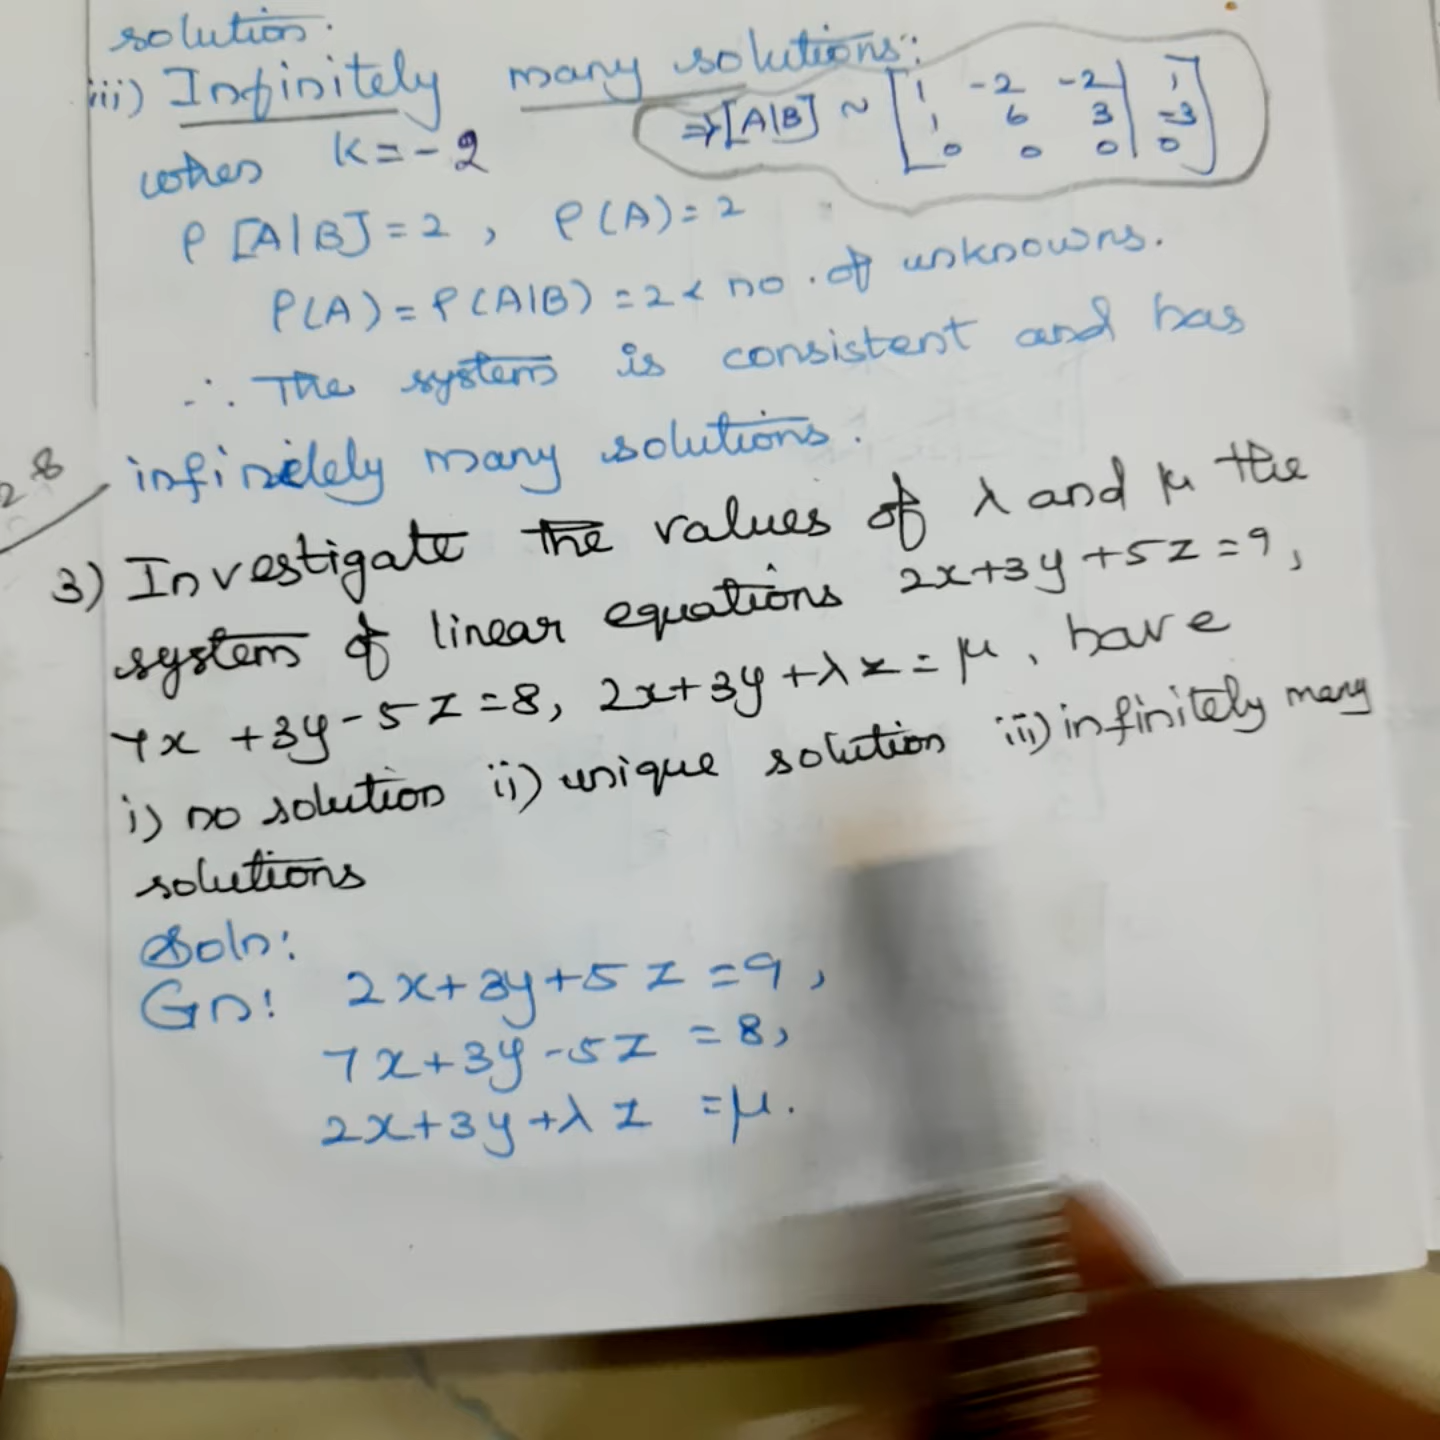 solution.
iii) Infinitely many solutions:
⇒[A|B] ~ [1 -2 -2 | 1
1 6 3 | -3
0 0 0 | 0]
when K = -2
ρ [A|B] = 2 , ρ(A) = 2
ρ(A) = ρ(A|B) = 2 < no. of unknowns.
∴ The system is consistent and has
infinitely many solutions.
3) Investigate the values of λ and μ the
system of linear equations 2x+3y+5z=9,
7x+3y-5z=8, 2x+3y+λz=μ, have
i) no solution ii) unique solution iii) infinitely many
solutions
Soln:
Gn: 2x+3y+5z=9,
7x+3y-5z=8,
2x+3y+λz=μ.